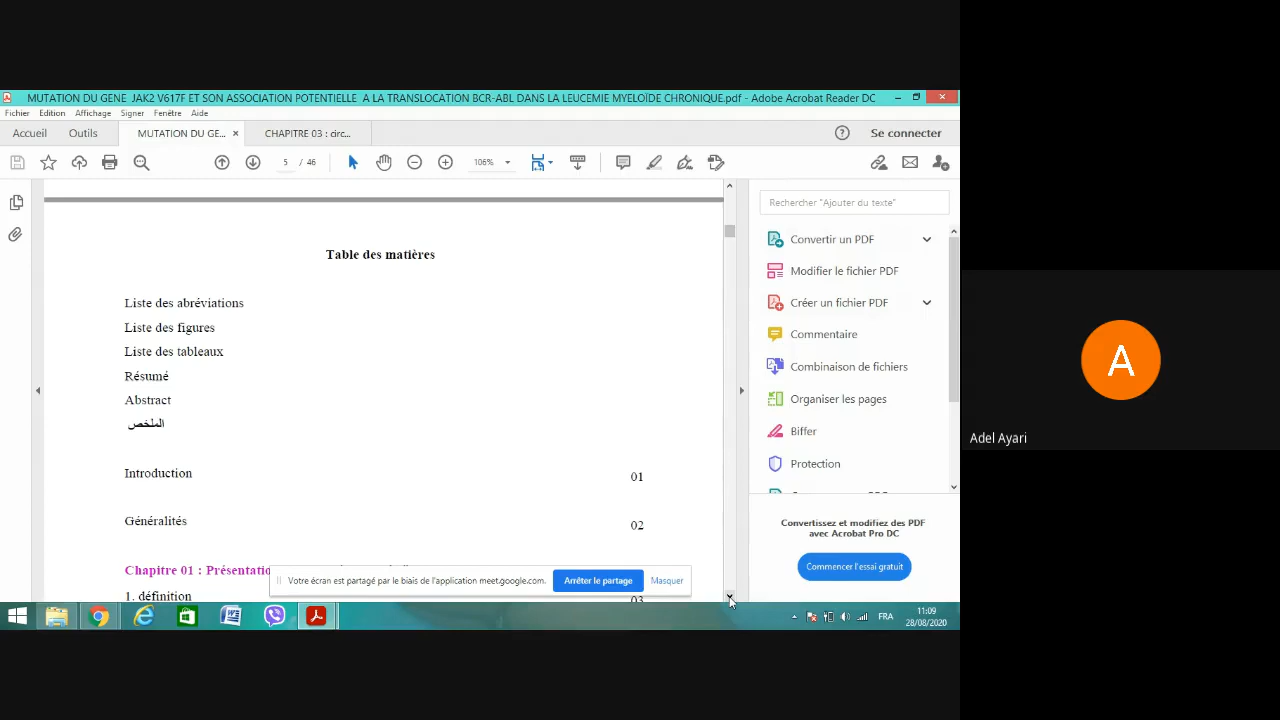 MUTATION DU GENE JAK2 V617F ET SON ASSOCIATION POTENTIELLE A LA TRANSLOCATION BCR-ABL DANS LA LEUCEMIE MYELOÏDE CHRONIQUE.pdf - Adobe Acrobat Reader DC
Fichier Edition Affichage Signer Fenêtre Aide
Accueil Outils MUTATION DU GE... × CHAPITRE 03 : circ... Se connecter
5 / 46 106%
Table des matières
Liste des abréviations
Liste des figures
Liste des tableaux
Résumé
Abstract
الملخص
Introduction 01
Généralités 02
Chapitre 01 :
1. définition 03
Rechercher "Ajouter du texte"
Convertir un PDF
Modifier le fichier PDF
Créer un fichier PDF
Commentaire
Combinaison de fichiers
Organiser les pages
Biffer
Protection
Convertissez et modifiez des PDF
avec Acrobat Pro DC
Commencer l'essai gratuit
Votre écran est partagé par le biais de l'application meet.google.com. Arrêter le partage Masquer
FRA 11:09
28/08/2020
A
Adel Ayari